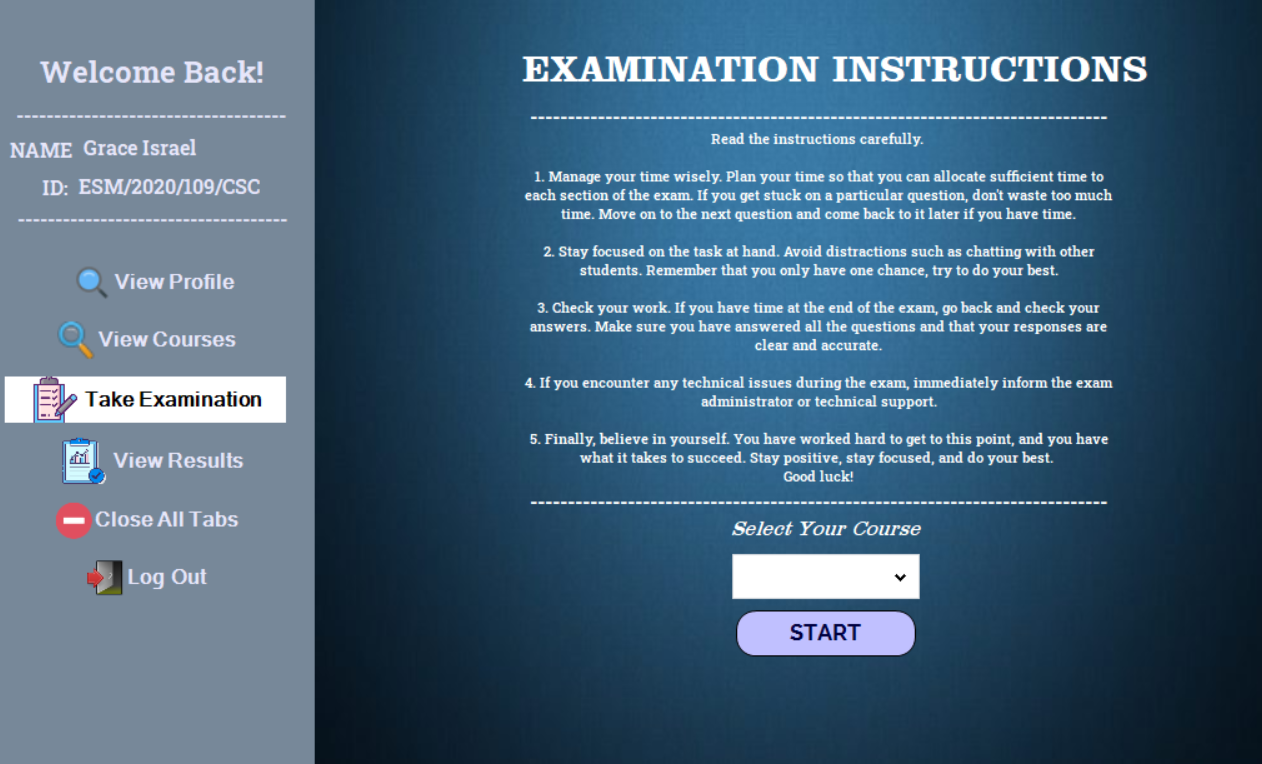 Welcome Back!
------------------------------------
NAME Grace Israel
ID: ESM/2020/109/CSC
------------------------------------
View Profile
View Courses
Take Examination
View Results
Close All Tabs
Log Out
EXAMINATION INSTRUCTIONS
-----------------------------------------------------------------------------
Read the instructions carefully.
1. Manage your time wisely. Plan your time so that you can allocate sufficient time to
each section of the exam. If you get stuck on a particular question, don't waste too much
time. Move on to the next question and come back to it later if you have time.
2. Stay focused on the task at hand. Avoid distractions such as chatting with other
students. Remember that you only have one chance, try to do your best.
3. Check your work. If you have time at the end of the exam, go back and check your
answers. Make sure you have answered all the questions and that your responses are
clear and accurate.
4. If you encounter any technical issues during the exam, immediately inform the exam
administrator or technical support.
5. Finally, believe in yourself. You have worked hard to get to this point, and you have
what it takes to succeed. Stay positive, stay focused, and do your best.
Good luck!
-----------------------------------------------------------------------------
Select Your Course
START